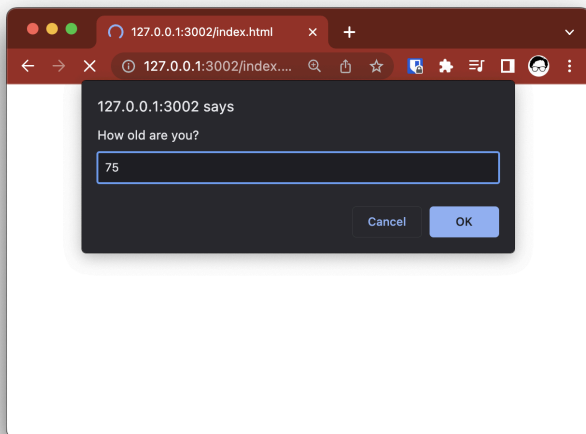 127.0.0.1:3002/index.html
127.0.0.1:3002/index....
127.0.0.1:3002 says
How old are you?
75
Cancel
OK